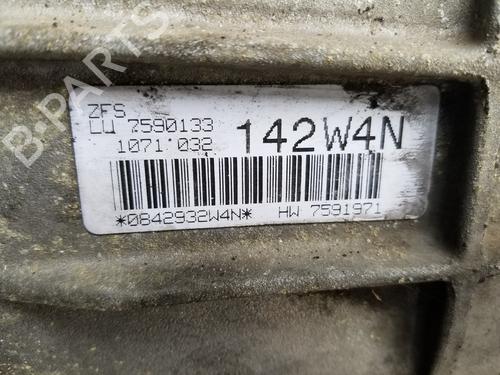 ZFS
LU 7590133
1071 032
142W4N
*0842932W4N*
HW 7591971
B-PARTS